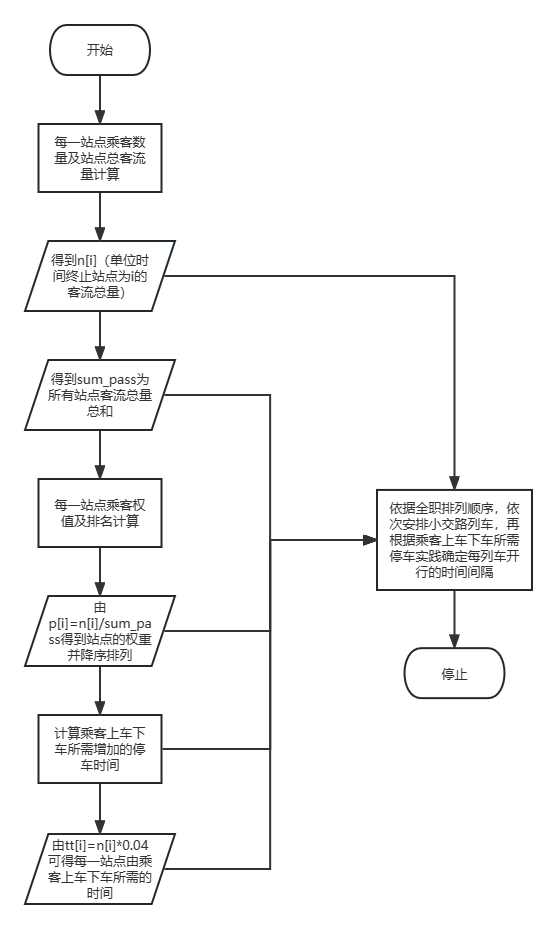 开始
每一站点乘客数
量及站点总客流
量计算
得到n[i]（单位时
间终止站点为i的
客流总量）
得到sum_pass为
所有站点客流总量
总和
每一站点乘客权
值及排名计算
由
p[i]=n[i]/sum_pa
ss得到站点的权重
并降序排列
计算乘客上车下
车所需增加的停
车时间
由tt[i]=n[i]*0.04
可得每一站点由乘
客上车下车所需的
时间
依据全职排列顺序，依
次安排小交路列车，再
根据乘客上车下车所需
停车实践确定每列车开
行的时间间隔
停止